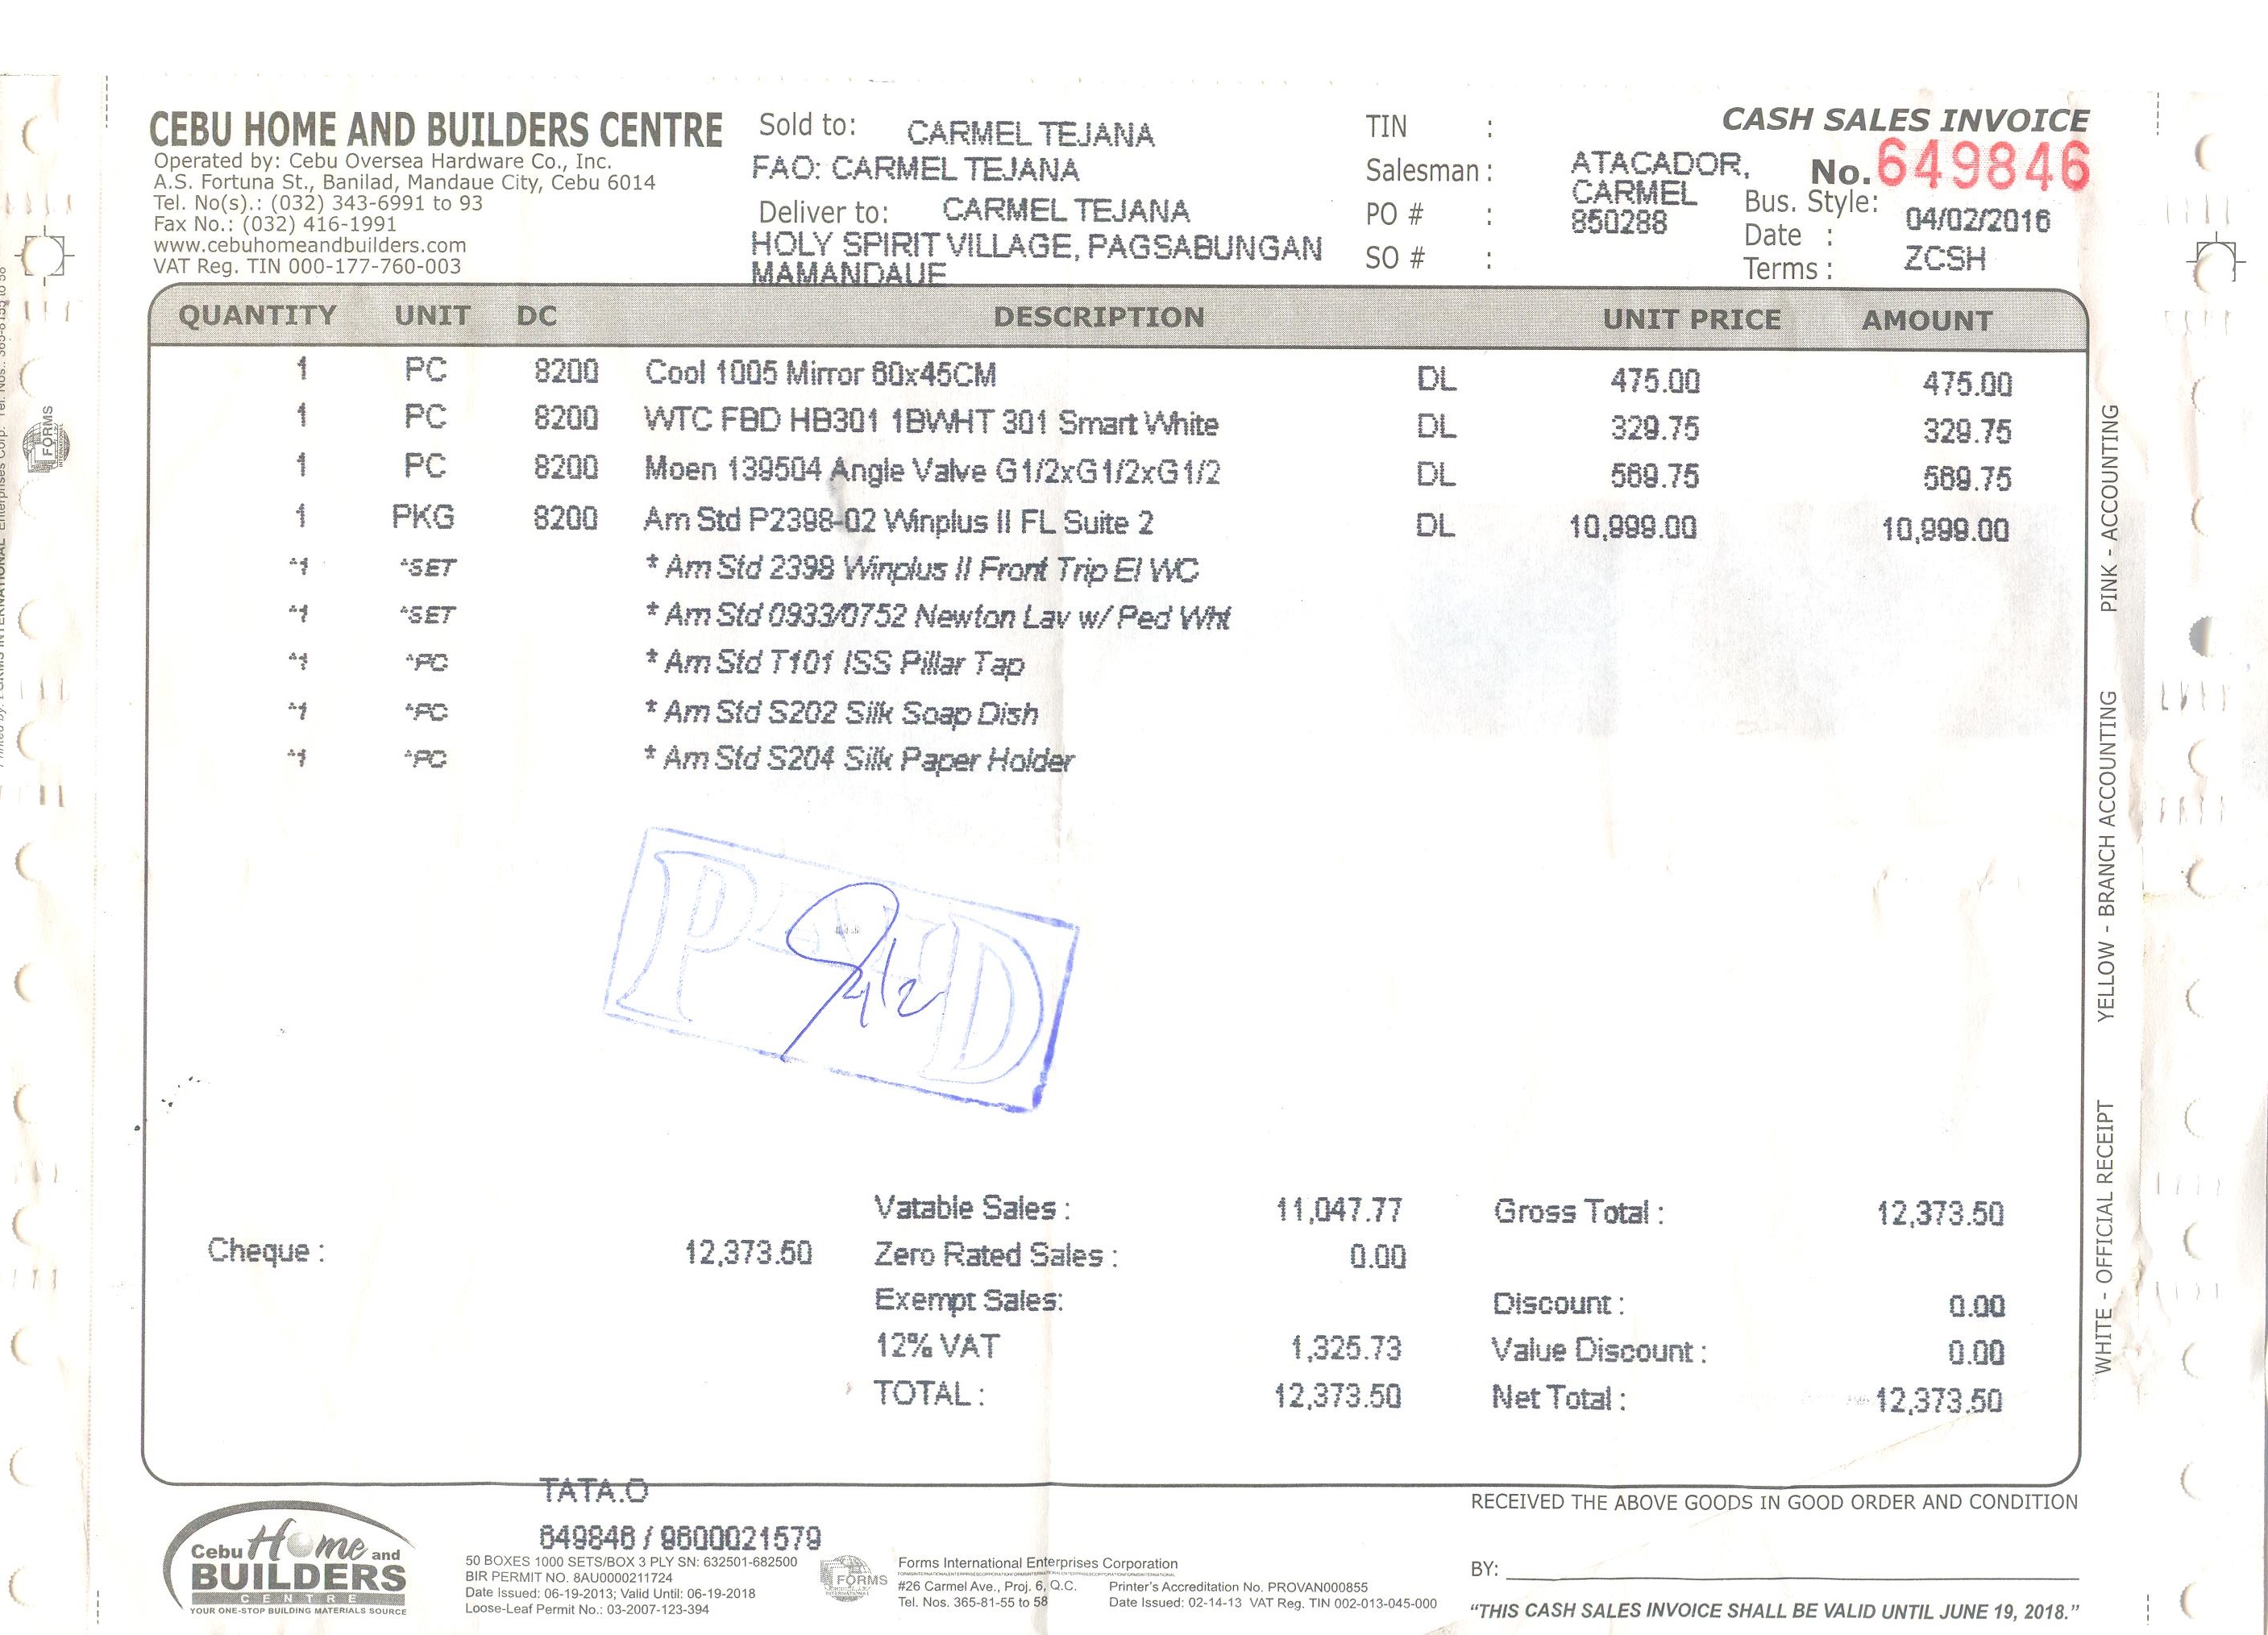 CEBU HOME AND BUILDERS CENTRE
Operated by: Cebu Oversea Hardware Co., Inc.
A.S. Fortuna St., Banilad, Mandaue City, Cebu 6014
Tel. No(s).: (032) 343-6991 to 93
Fax No.: (032) 416-1991
www.cebuhomeandbuilders.com
VAT Reg. TIN 000-177-760-003
Sold to: CARMEL TEJANA
FAO: CARMEL TEJANA
Deliver to: CARMEL TEJANA
HOLY SPIRIT VILLAGE, PAGSABUNGAN
MAMANDAUE
TIN :
Salesman : ATACADOR, CARMEL
PO # : 850288
SO # :
CASH SALES INVOICE
No. 649846
Bus. Style:
Date : 04/02/2016
Terms : ZCSH
QUANTITY UNIT DC DESCRIPTION UNIT PRICE AMOUNT
1 PC 8200 Cool 1005 Mirror 60x45CM DL 475.00 475.00
1 PC 8200 WTC FBD HB301 1BWHT 301 Smart White DL 329.75 329.75
1 PC 8200 Moen 139504 Angle Valve G1/2xG1/2xG1/2 DL 569.75 569.75
1 PKG 8200 Am Std P2398-02 Winplus II FL Suite 2 DL 10,999.00 10,999.00
*1 *SET * Am Std 2398 Winplus II Front Trip El WC
*1 *SET * Am Std 0933/0752 Newton Lav w/ Ped Wht
*1 *PC * Am Std T101 ISS Pillar Tap
*1 *PC * Am Std S202 Silk Soap Dish
*1 *PC * Am Std S204 Silk Paper Holder
PAID
4/2
Vatable Sales : 11,047.77 Gross Total : 12,373.50
Cheque : 12,373.50 Zero Rated Sales : 0.00
Exempt Sales: Discount : 0.00
12% VAT 1,325.73 Value Discount : 0.00
TOTAL : 12,373.50 Net Total : 12,373.50
TATA.O
649846 / 9600021579
RECEIVED THE ABOVE GOODS IN GOOD ORDER AND CONDITION
BY:
"THIS CASH SALES INVOICE SHALL BE VALID UNTIL JUNE 19, 2018."
Cebu Home and
BUILDERS
CENTRE
YOUR ONE-STOP BUILDING MATERIALS SOURCE
50 BOXES 1000 SETS/BOX 3 PLY SN: 632501-682500
BIR PERMIT NO. 8AU0000211724
Date Issued: 06-19-2013; Valid Until: 06-19-2018
Loose-Leaf Permit No.: 03-2007-123-394
FORMS
INTERNATIONAL
Forms International Enterprises Corporation
#26 Carmel Ave., Proj. 6, Q.C.
Tel. Nos. 365-81-55 to 58
Printer's Accreditation No. PROVAN000855
Date Issued: 02-14-13 VAT Reg. TIN 002-013-045-000
WHITE - OFFICIAL RECEIPT YELLOW - BRANCH ACCOUNTING PINK - ACCOUNTING
FORMS